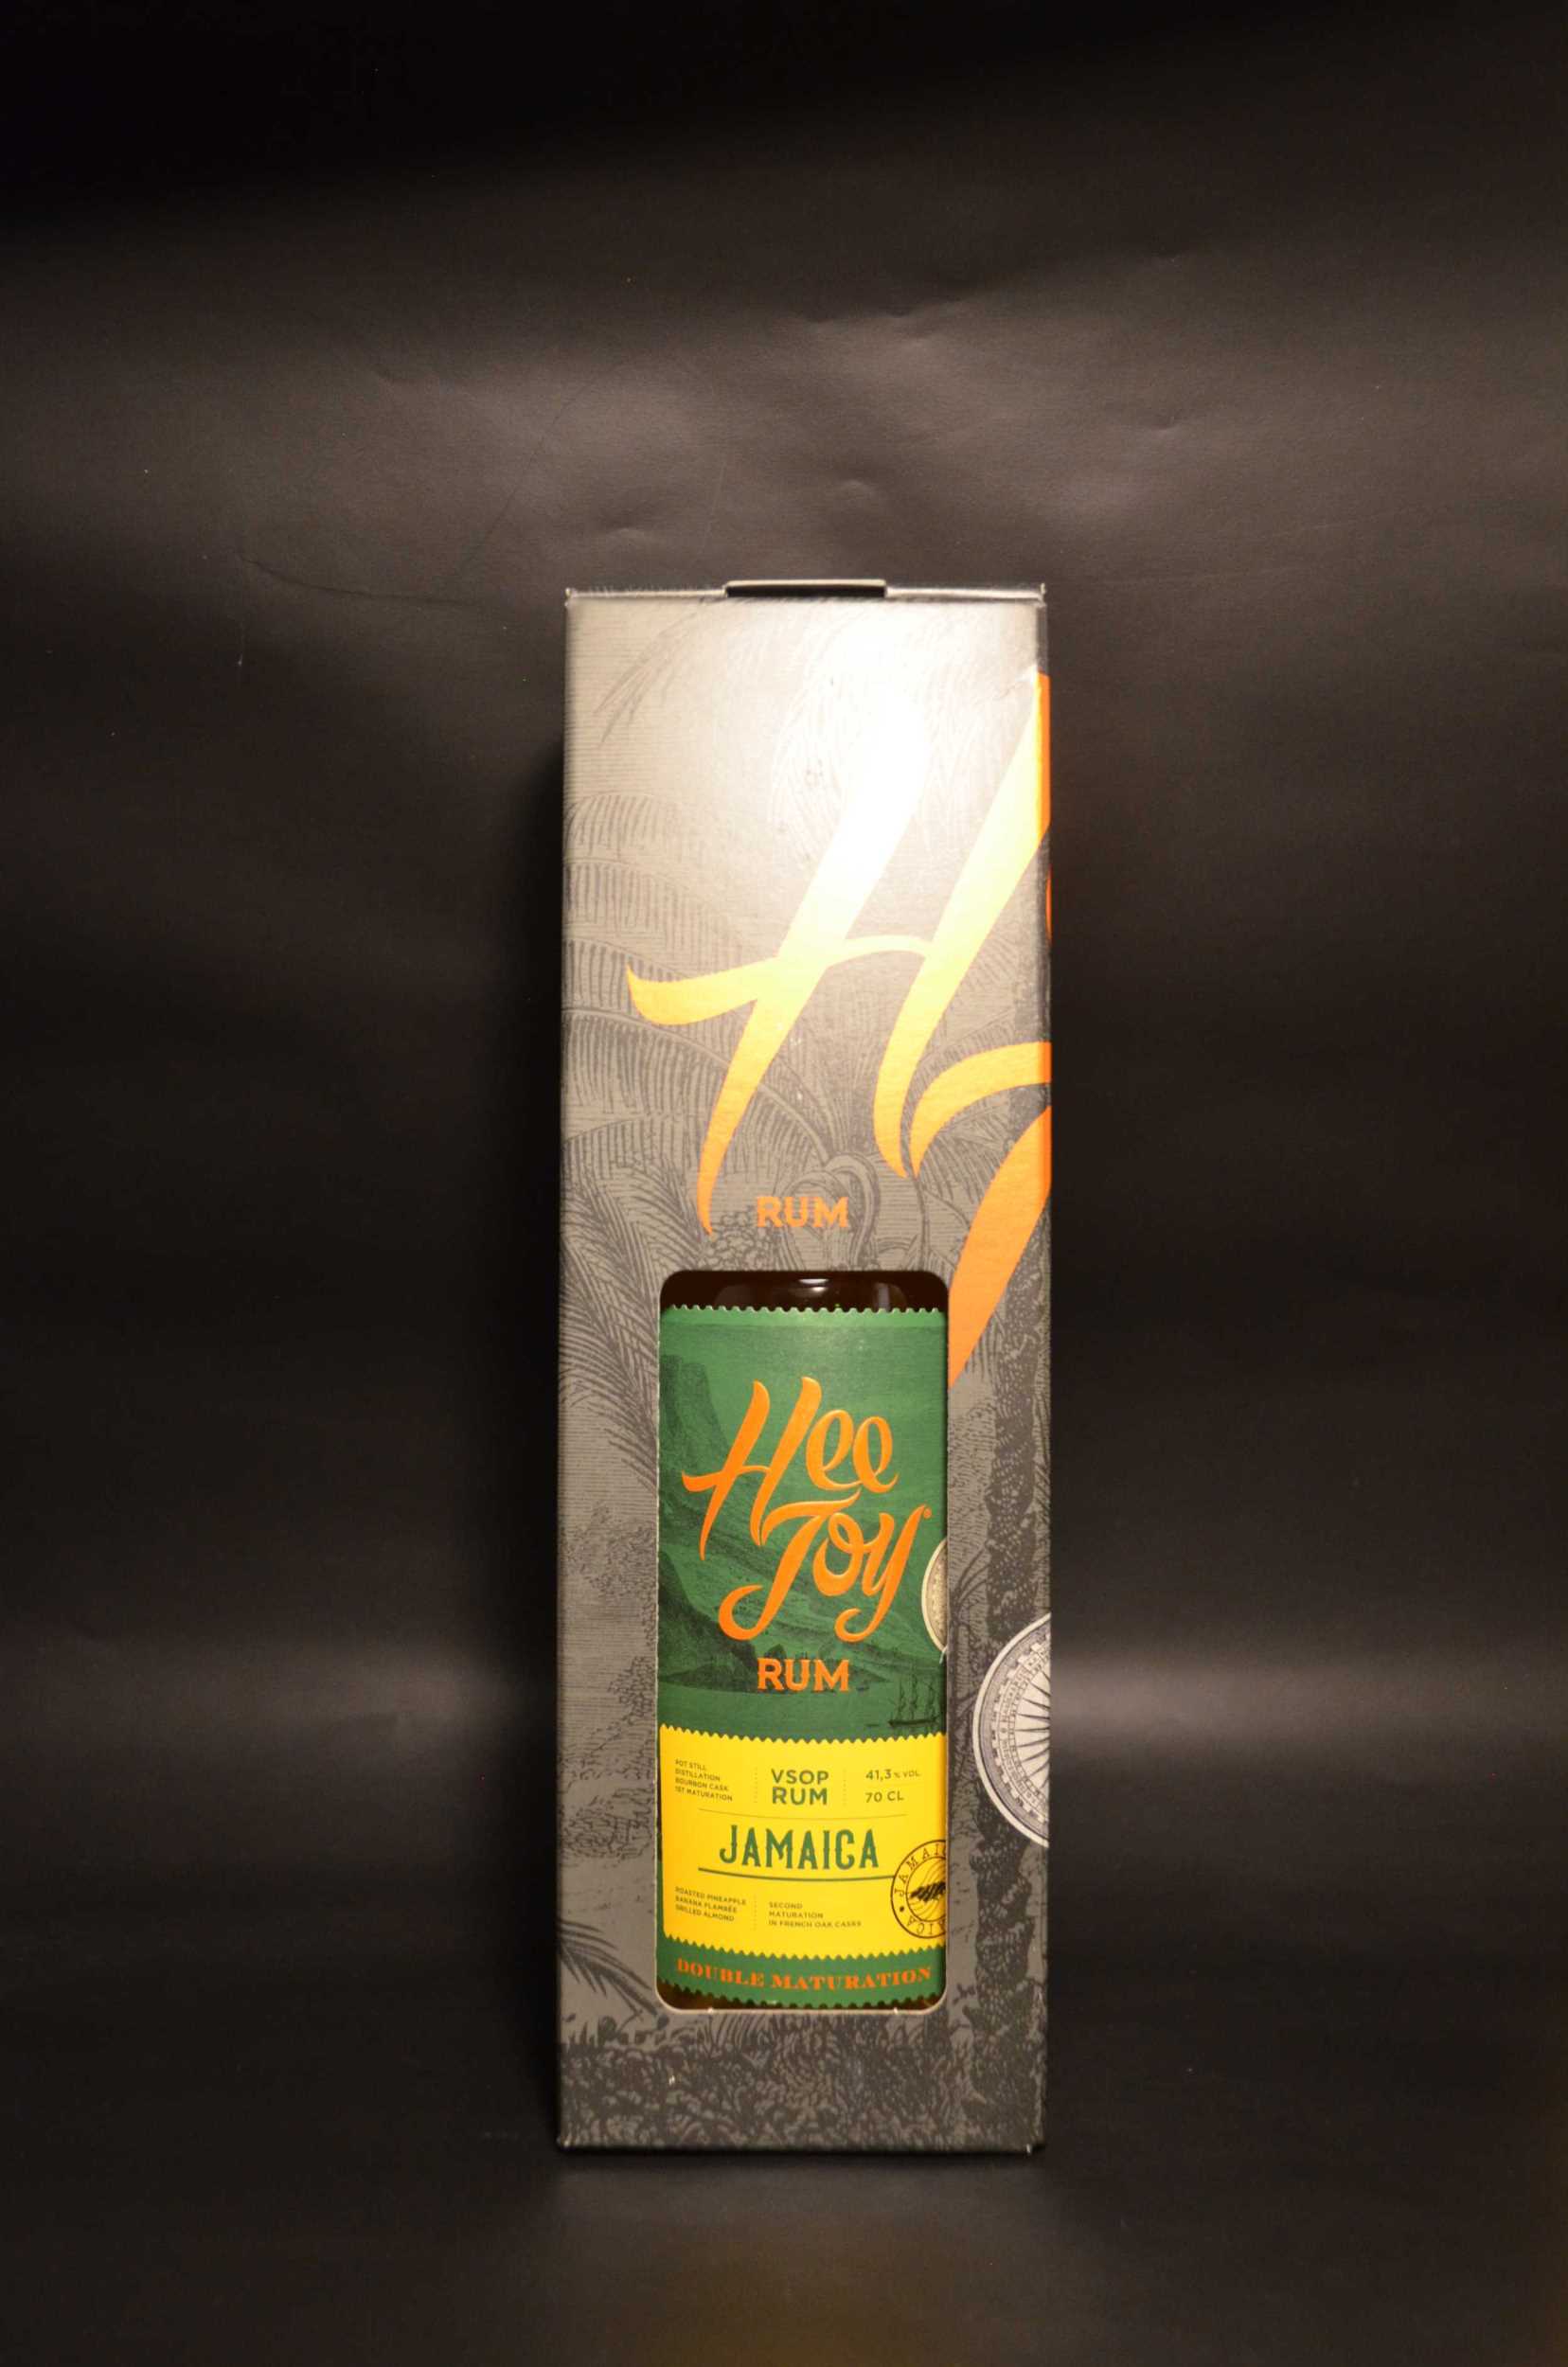 H
RUM
Hee
Joy
RUM
POT STILL
DISTILLATION
BOURBON CASK
1ST MATURATION
VSOP
RUM
41,3% VOL.
70 CL
JAMAICA
ROASTED PINEAPPLE
BANANA FLAMBÉE
GRILLED ALMOND
SECOND
MATURATION
IN FRENCH OAK CASKS
DOUBLE MATURATION